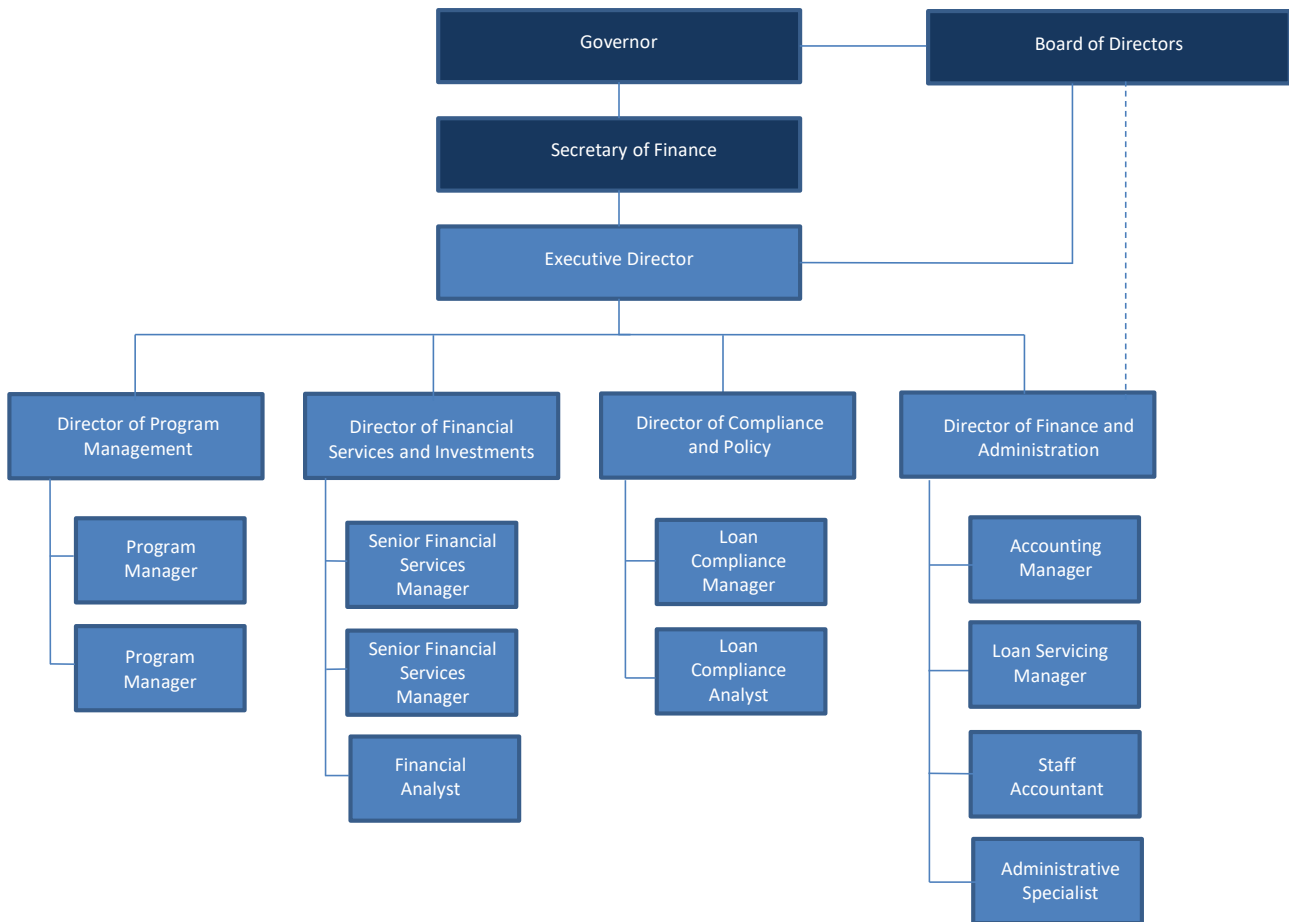 Governor
Board of Directors
Secretary of Finance
Executive Director
Director of Program
Management
Director of Financial
Services and Investments
Director of Compliance
and Policy
Director of Finance and
Administration
Program
Manager
Program
Manager
Senior Financial
Services
Manager
Senior Financial
Services
Manager
Financial
Analyst
Loan
Compliance
Manager
Loan
Compliance
Analyst
Accounting
Manager
Loan Servicing
Manager
Staff
Accountant
Administrative
Specialist